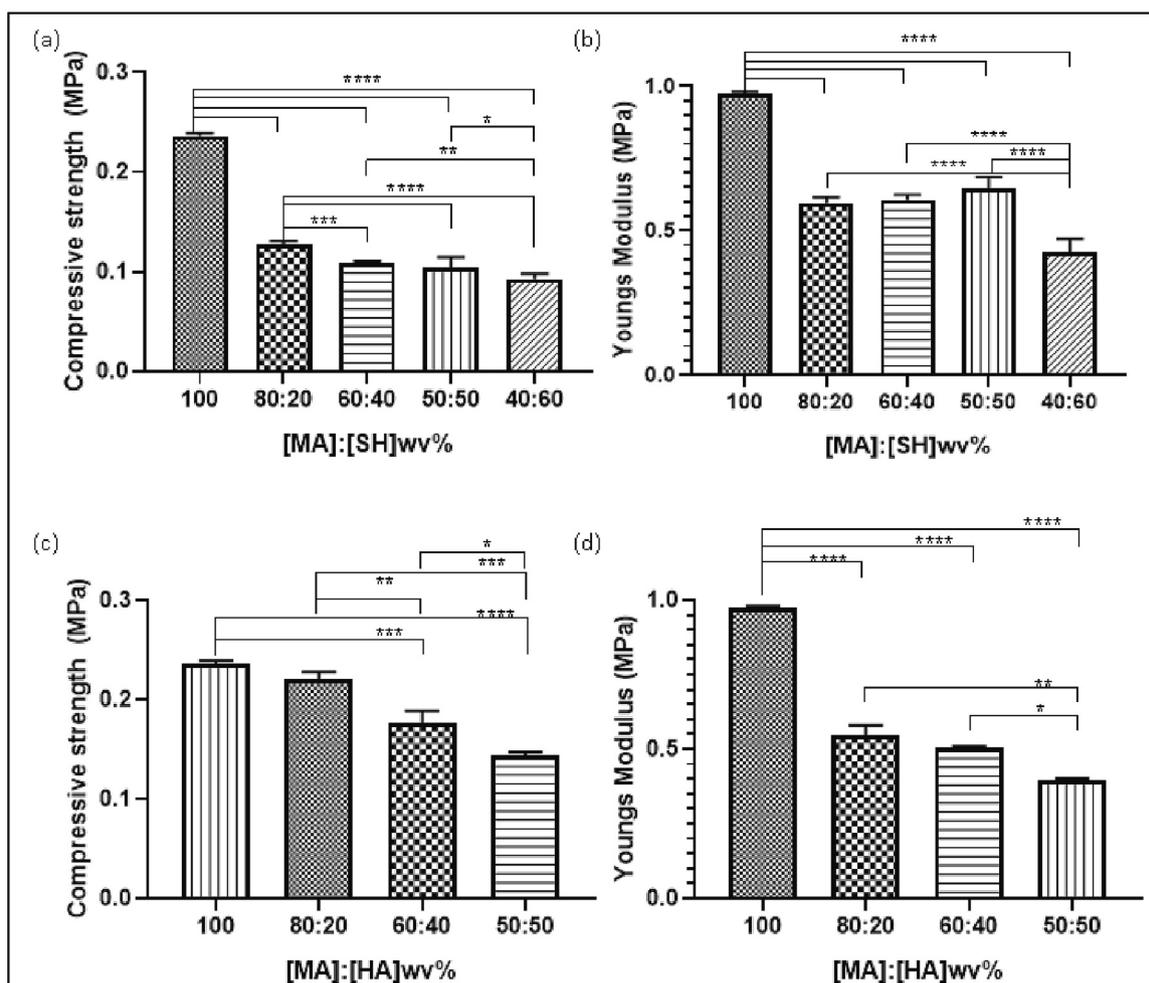 (a)
Compressive strength (MPa)
0.3
0.2
0.1
0.0
****
*
**
****
***
100 80:20 60:40 50:50 40:60
[MA]:[SH]wv%
(b)
Youngs Modulus (MPa)
1.0
0.5
0.0
****
****
**** ****
100 80:20 60:40 50:50 40:60
[MA]:[SH]wv%
(c)
Compressive strength (MPa)
0.3
0.2
0.1
0.0
*
***
**
****
***
100 80:20 60:40 50:50
[MA]:[HA]wv%
(d)
Youngs Modulus (MPa)
1.0
0.5
0.0
****
****
****
**
*
100 80:20 60:40 50:50
[MA]:[HA]wv%